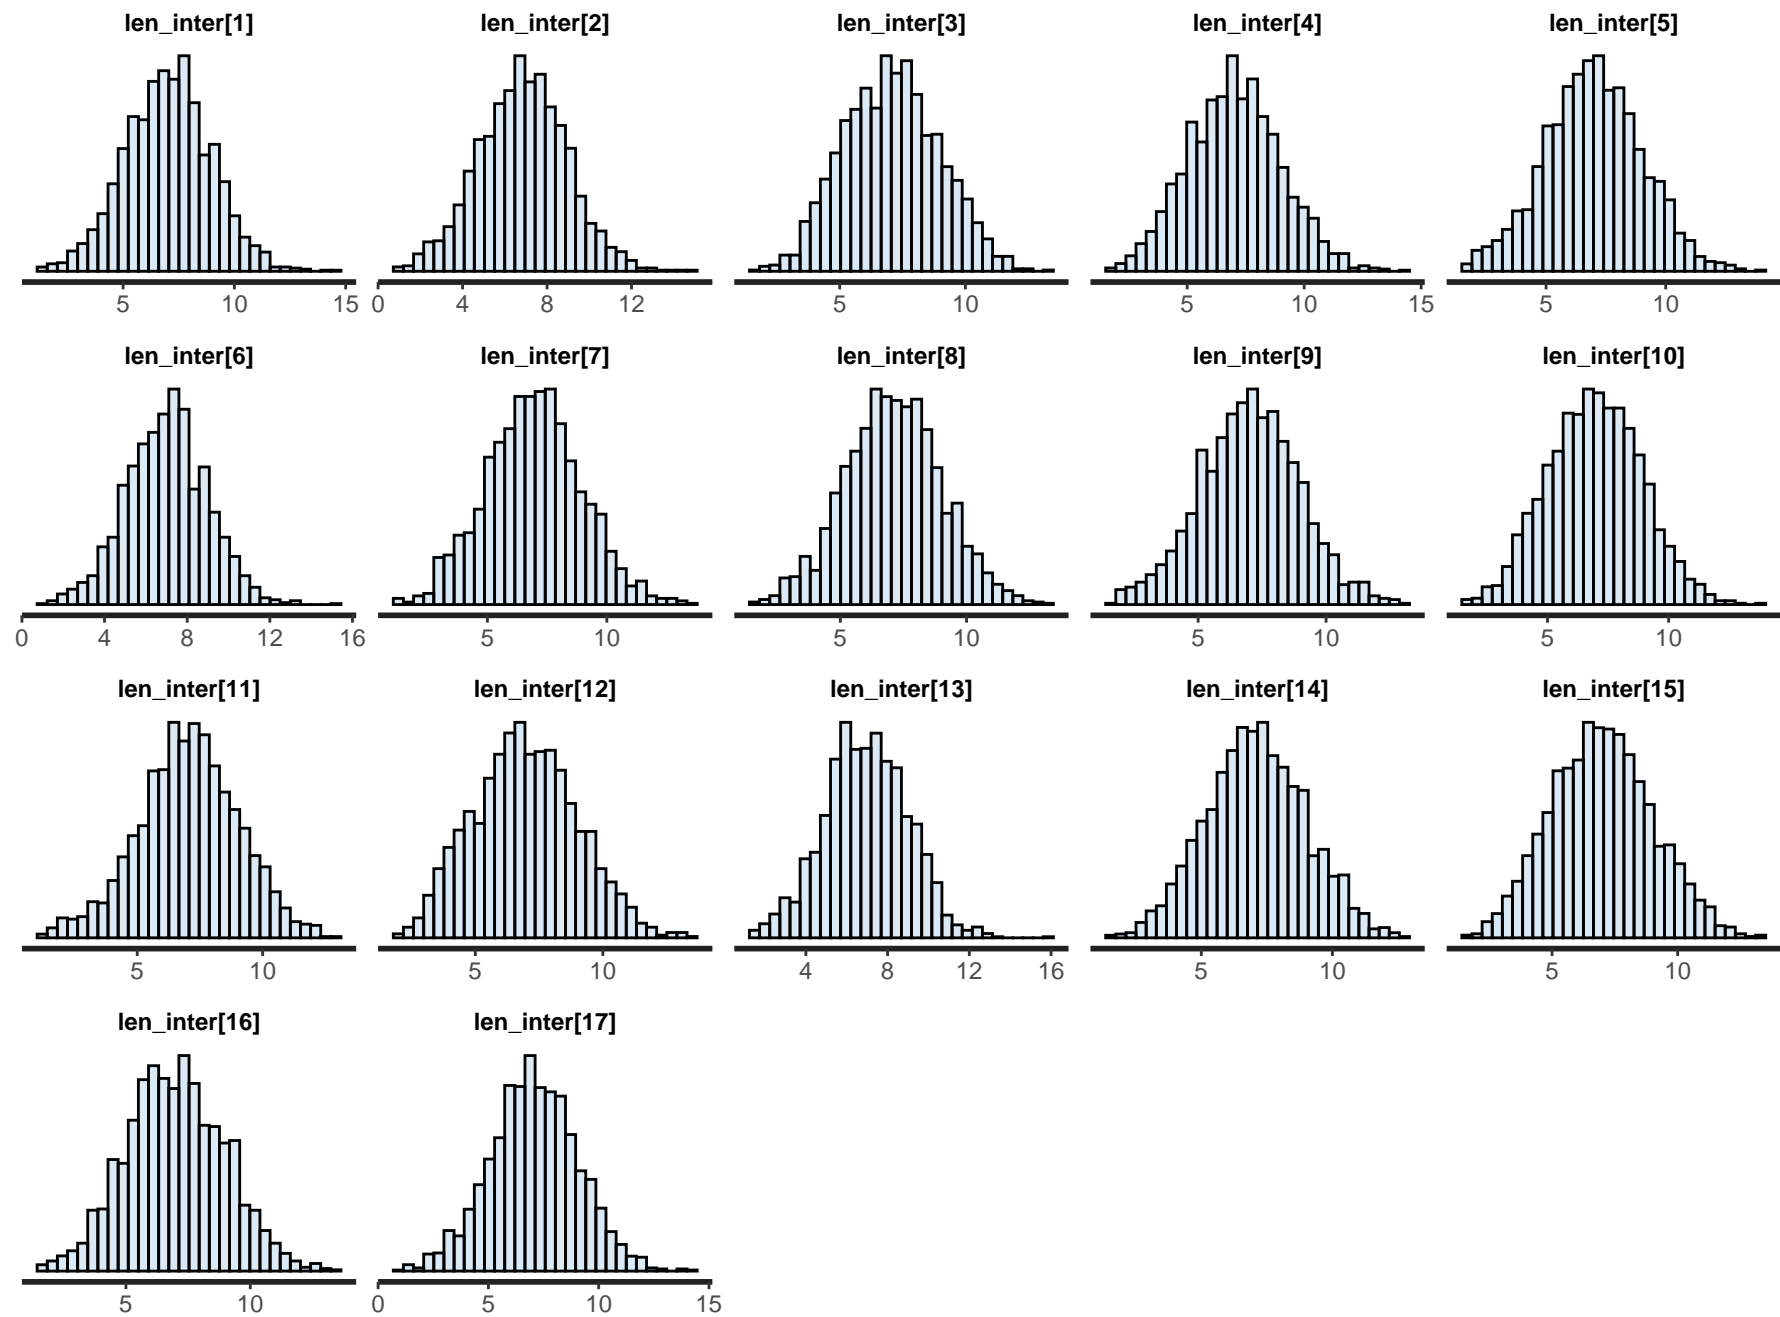 len_inter[1] len_inter[2] len_inter[3] len_inter[4] len_inter[5]
5 10 15 0 4 8 12 5 10 5 10 15 5 10
len_inter[6] len_inter[7] len_inter[8] len_inter[9] len_inter[10]
0 4 8 12 16 5 10 5 10 5 10 5 10
len_inter[11] len_inter[12] len_inter[13] len_inter[14] len_inter[15]
5 10 5 10 4 8 12 16 5 10 5 10
len_inter[16] len_inter[17]
5 10 0 5 10 15